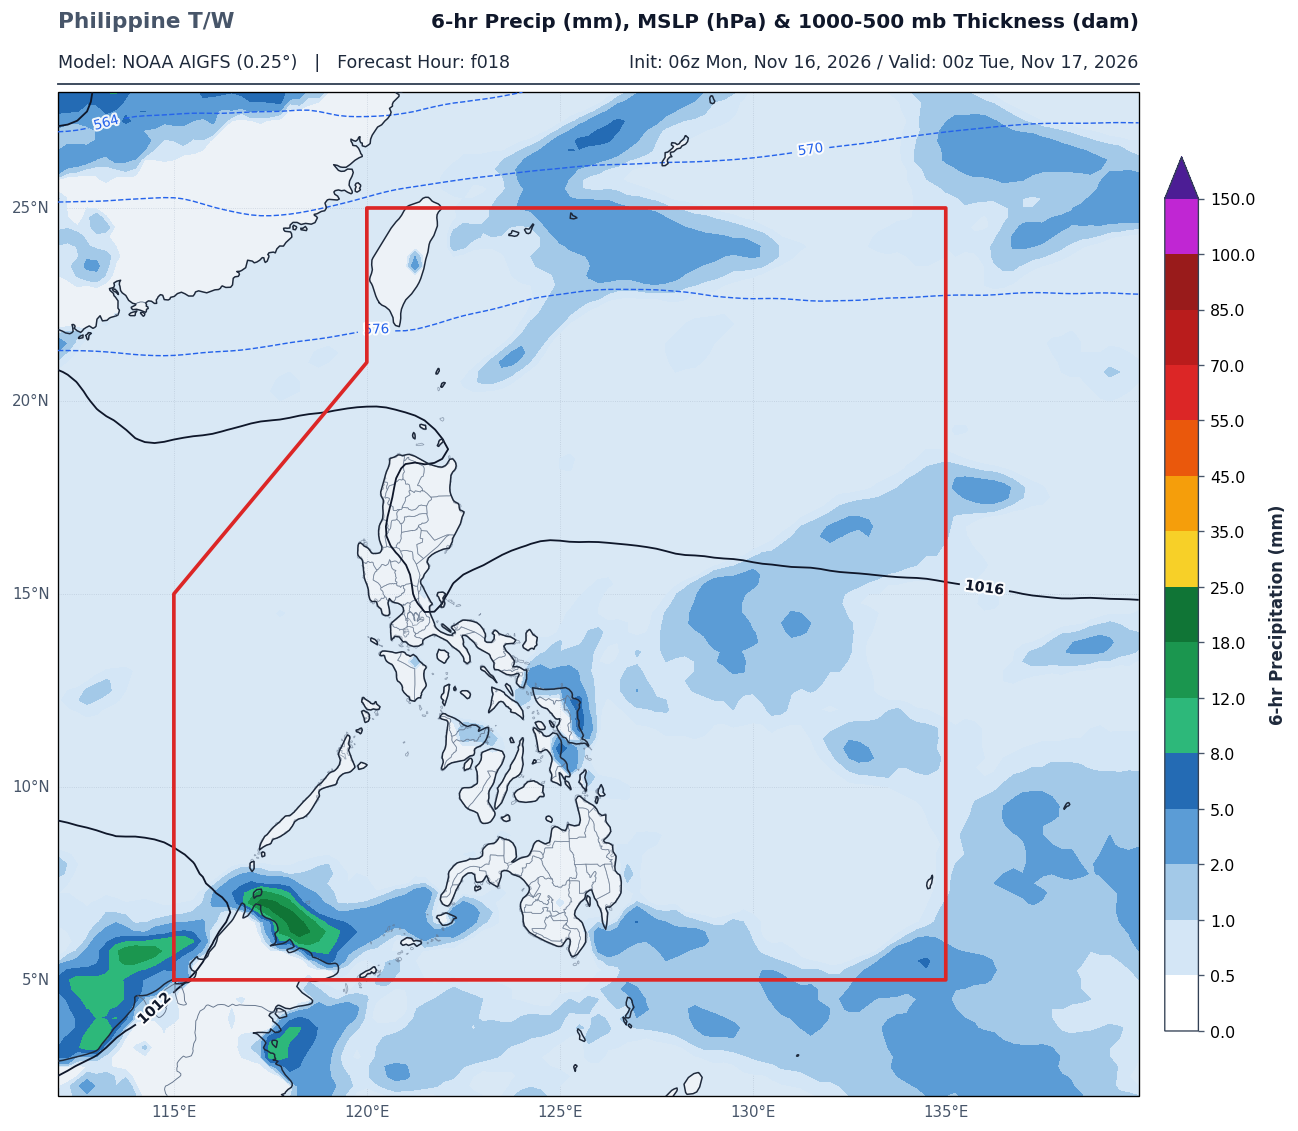 Philippine T/W
6-hr Precip (mm), MSLP (hPa) & 1000-500 mb Thickness (dam)
Model: NOAA AIGFS (0.25°) | Forecast Hour: f018
Init: 06z Mon, Nov 16, 2026 / Valid: 00z Tue, Nov 17, 2026
564
570
576
1016
1012
25°N
20°N
15°N
10°N
5°N
115°E
120°E
125°E
130°E
135°E
150.0
100.0
85.0
70.0
55.0
45.0
35.0
25.0
18.0
12.0
8.0
5.0
2.0
1.0
0.5
0.0
6-hr Precipitation (mm)